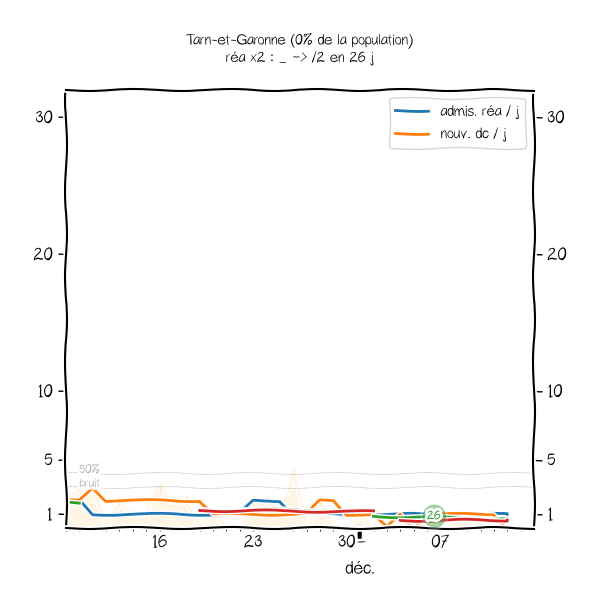 Tarn-et-Garonne (0% de la population)
réa x2 : _ -> /2 en 26 j
admis. réa / j
nouv. dc / j
30 30
20 20
10 10
5 5
50%
bruit
1 26 1
16 23 30 07
déc.